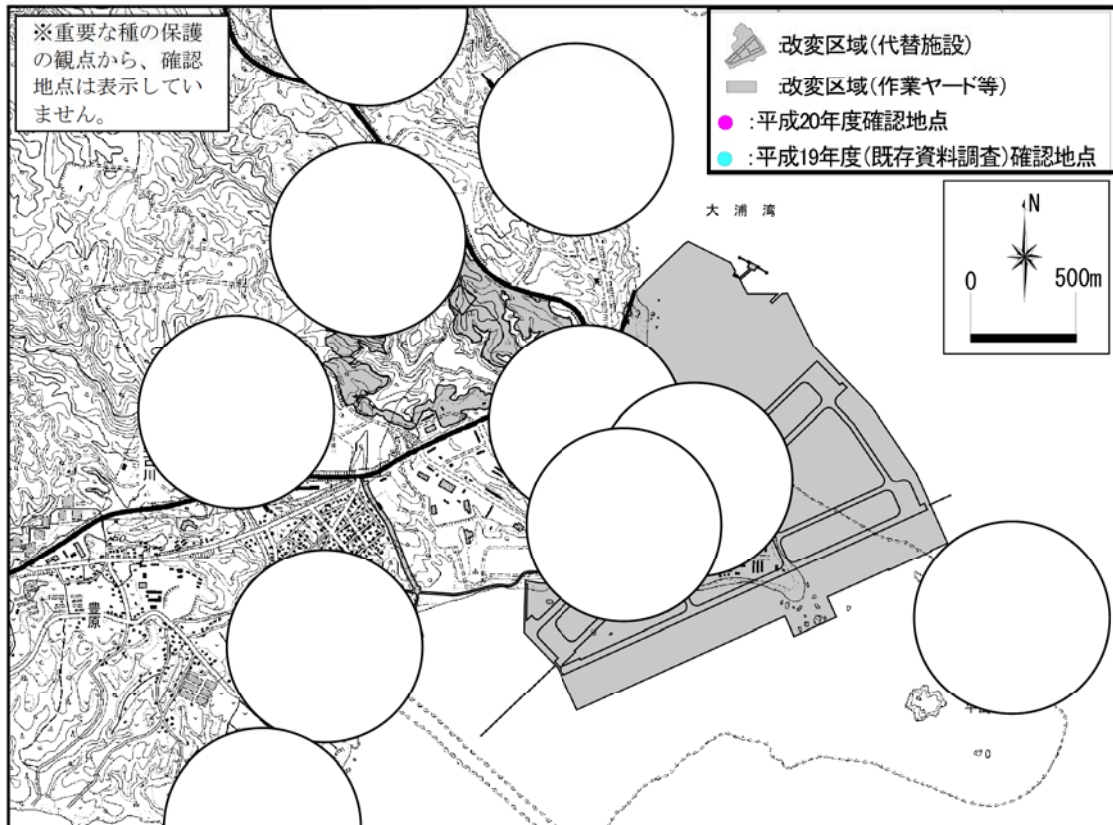 ※重要な種の保護
の観点から、確認
地点は表示してい
ません。
:改変区域(代替施設)
:改変区域(作業ヤード等)
:平成20年度確認地点
:平成19年度(既存資料調査)確認地点
大浦湾
N
0 500m
豊原